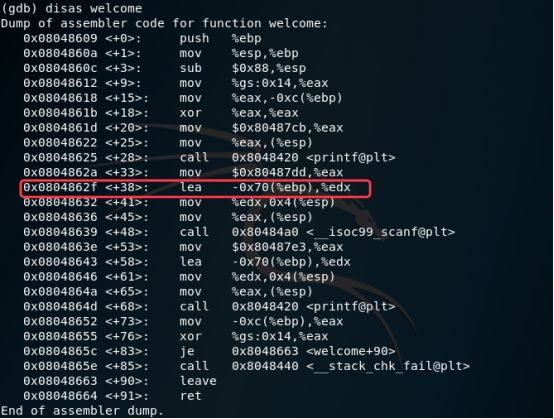 (gdb) disas welcome
Dump of assembler code for function welcome:
   0x08048609 <+0>:     push   %ebp
   0x0804860a <+1>:     mov    %esp,%ebp
   0x0804860c <+3>:     sub    $0x88,%esp
   0x08048612 <+9>:     mov    %gs:0x14,%eax
   0x08048618 <+15>:    mov    %eax,-0xc(%ebp)
   0x0804861b <+18>:    xor    %eax,%eax
   0x0804861d <+20>:    mov    $0x80487cb,%eax
   0x08048622 <+25>:    mov    %eax,(%esp)
   0x08048625 <+28>:    call   0x8048420 <printf@plt>
   0x0804862a <+33>:    mov    $0x80487dd,%eax
   0x0804862f <+38>:    lea    -0x70(%ebp),%edx
   0x08048632 <+41>:    mov    %edx,0x4(%esp)
   0x08048636 <+45>:    mov    %eax,(%esp)
   0x08048639 <+48>:    call   0x80484a0 <__isoc99_scanf@plt>
   0x0804863e <+53>:    mov    $0x80487e3,%eax
   0x08048643 <+58>:    lea    -0x70(%ebp),%edx
   0x08048646 <+61>:    mov    %edx,0x4(%esp)
   0x0804864a <+65>:    mov    %eax,(%esp)
   0x0804864d <+68>:    call   0x8048420 <printf@plt>
   0x08048652 <+73>:    mov    -0xc(%ebp),%eax
   0x08048655 <+76>:    xor    %gs:0x14,%eax
   0x0804865c <+83>:    je     0x8048663 <welcome+90>
   0x0804865e <+85>:    call   0x8048440 <__stack_chk_fail@plt>
   0x08048663 <+90>:    leave
   0x08048664 <+91>:    ret
End of assembler dump.